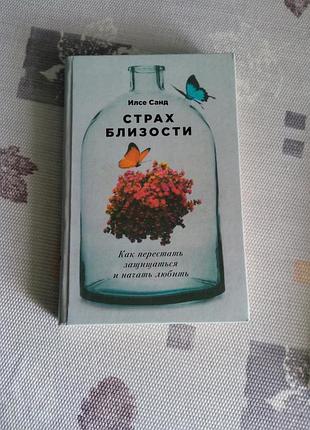 Илсе Санд
СТРАХ
БЛИЗОСТИ
Как перестать
защищаться
и начать любить